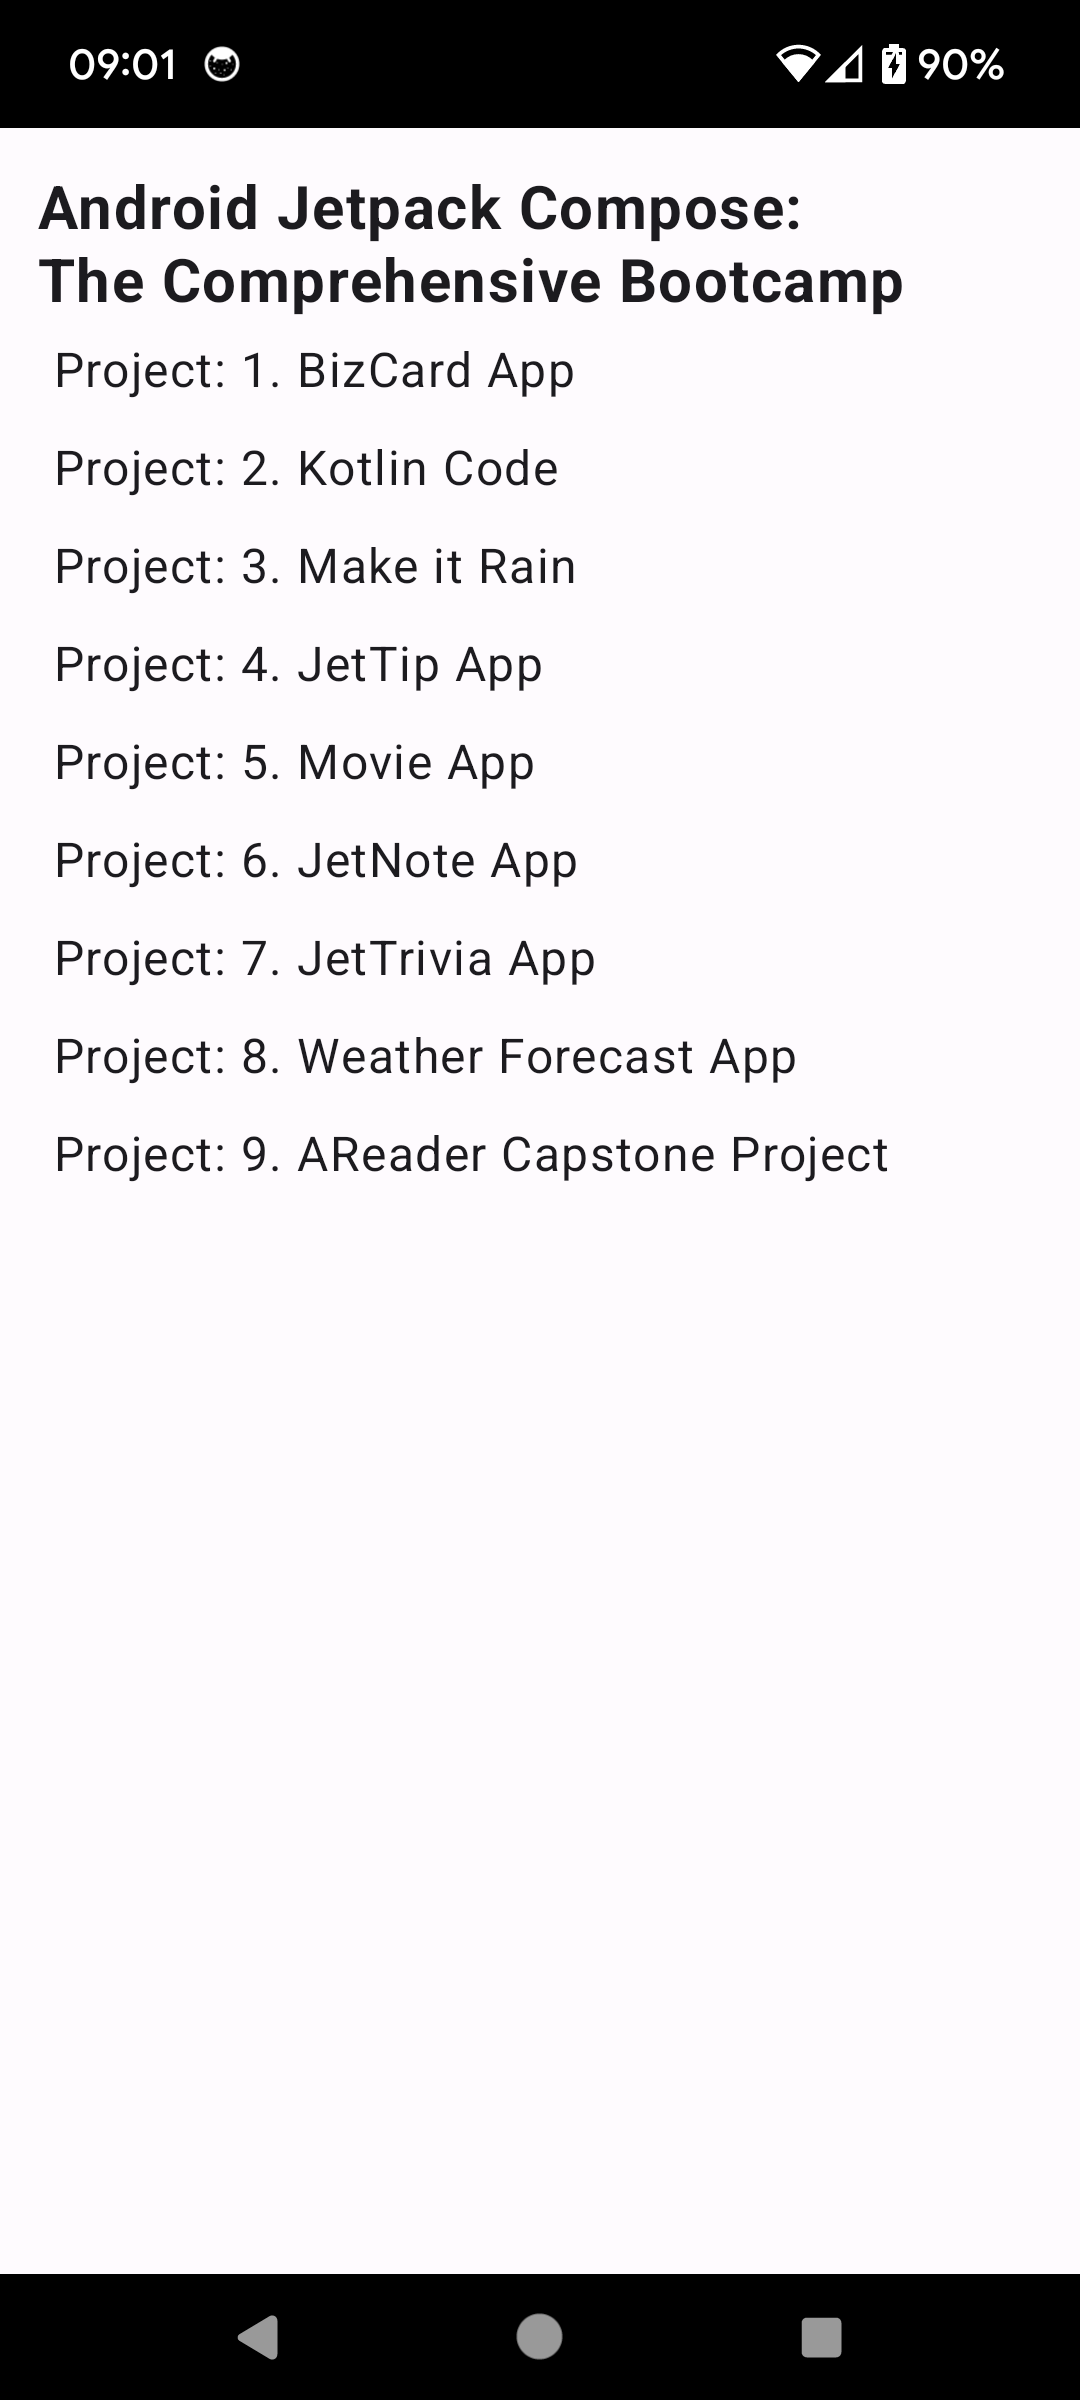 09:01 90%
Android Jetpack Compose:
The Comprehensive Bootcamp
Project: 1. BizCard App
Project: 2. Kotlin Code
Project: 3. Make it Rain
Project: 4. JetTip App
Project: 5. Movie App
Project: 6. JetNote App
Project: 7. JetTrivia App
Project: 8. Weather Forecast App
Project: 9. AReader Capstone Project